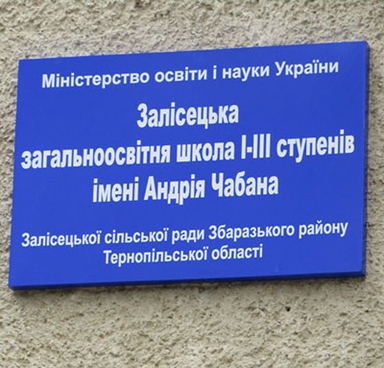 Міністерство освіти і науки України
Залісецька
загальноосвітня школа І-ІІІ ступенів
імені Андрія Чабана
Залісецької сільської ради Збаразького району
Тернопільської області